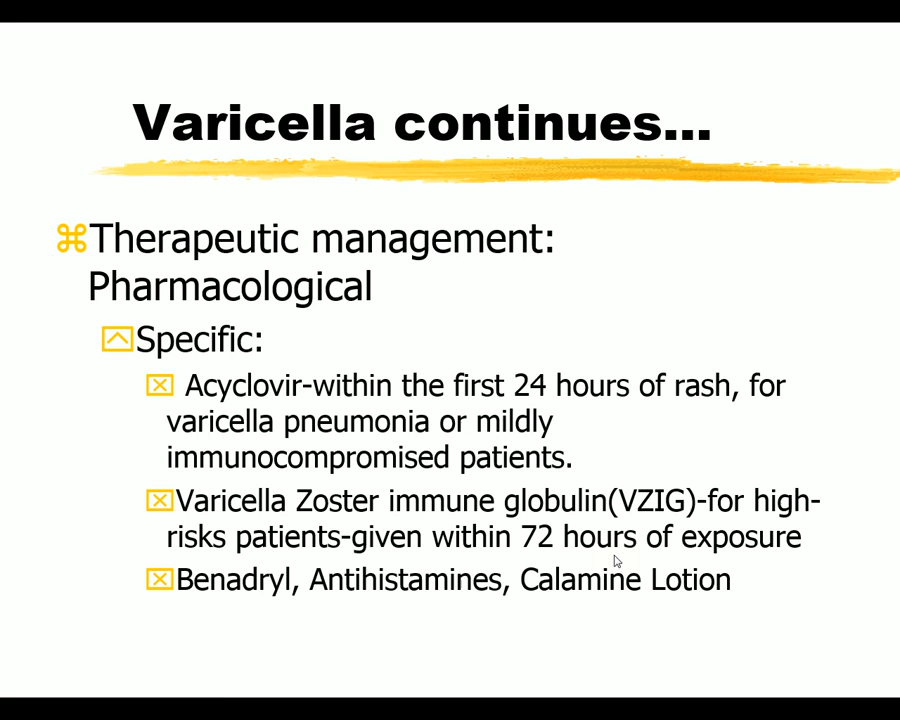 Varicella continues...
Therapeutic management:
Pharmacological
Specific:
Acyclovir-within the first 24 hours of rash, for
varicella pneumonia or mildly
immunocompromised patients.
Varicella Zoster immune globulin(VZIG)-for high-
risks patients-given within 72 hours of exposure
Benadryl, Antihistamines, Calamine Lotion